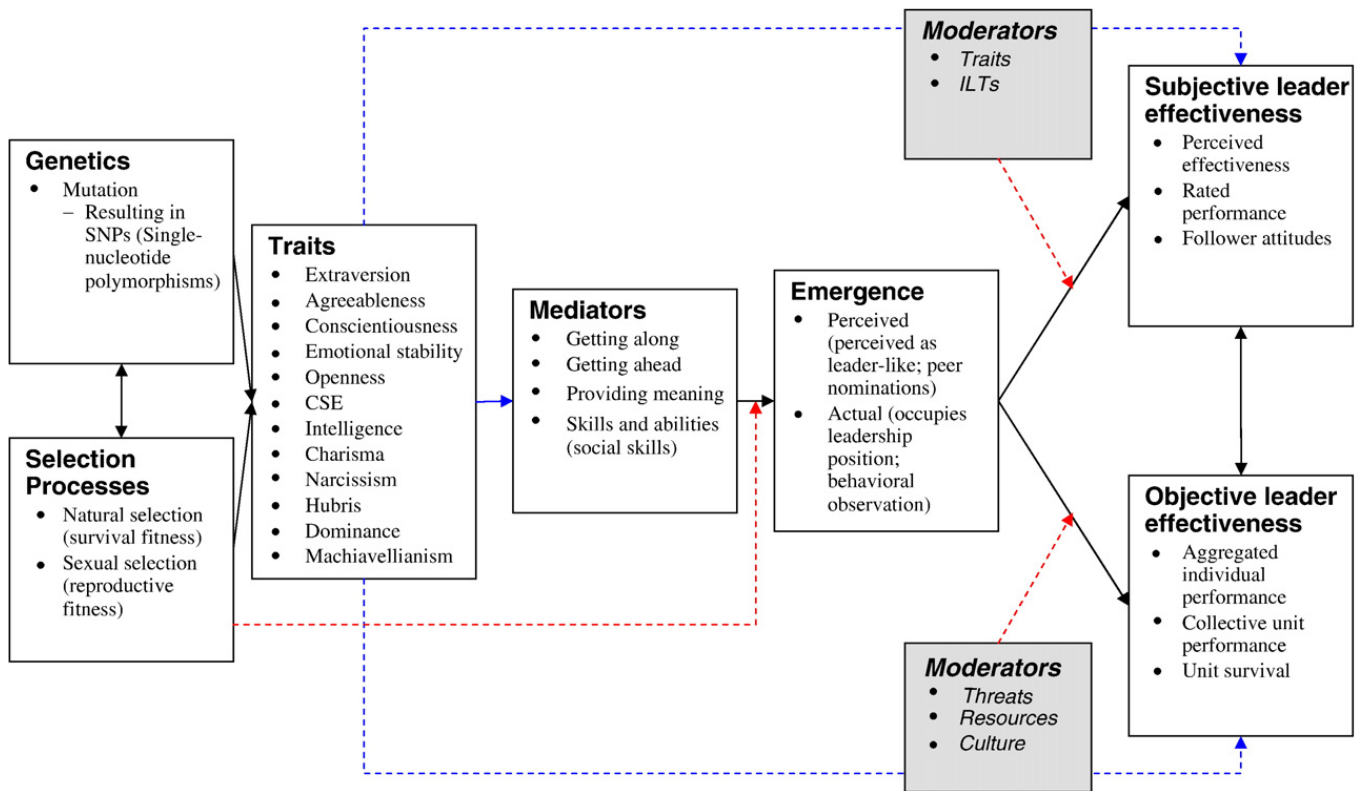 Genetics
• Mutation
– Resulting in
SNPs (Single-
nucleotide
polymorphisms)
Selection
Processes
• Natural selection
(survival fitness)
• Sexual selection
(reproductive
fitness)
Traits
• Extraversion
• Agreeableness
• Conscientiousness
• Emotional stability
• Openness
• CSE
• Intelligence
• Charisma
• Narcissism
• Hubris
• Dominance
• Machiavellianism
Mediators
• Getting along
• Getting ahead
• Providing meaning
• Skills and abilities
(social skills)
Emergence
• Perceived
(perceived as
leader-like; peer
nominations)
• Actual (occupies
leadership
position;
behavioral
observation)
Moderators
• Traits
• ILTs
Moderators
• Threats
• Resources
• Culture
Subjective leader
effectiveness
• Perceived
effectiveness
• Rated
performance
• Follower attitudes
Objective leader
effectiveness
• Aggregated
individual
performance
• Collective unit
performance
• Unit survival